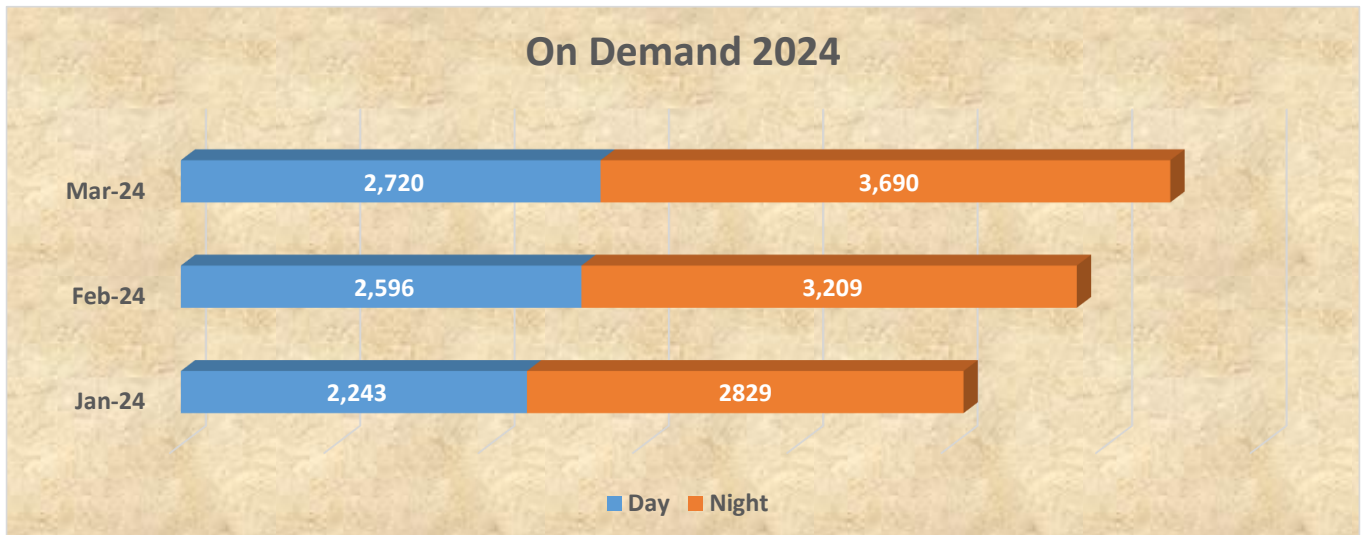 On Demand 2024
Mar-24 2,720 3,690
Feb-24 2,596 3,209
Jan-24 2,243 2829
Day Night